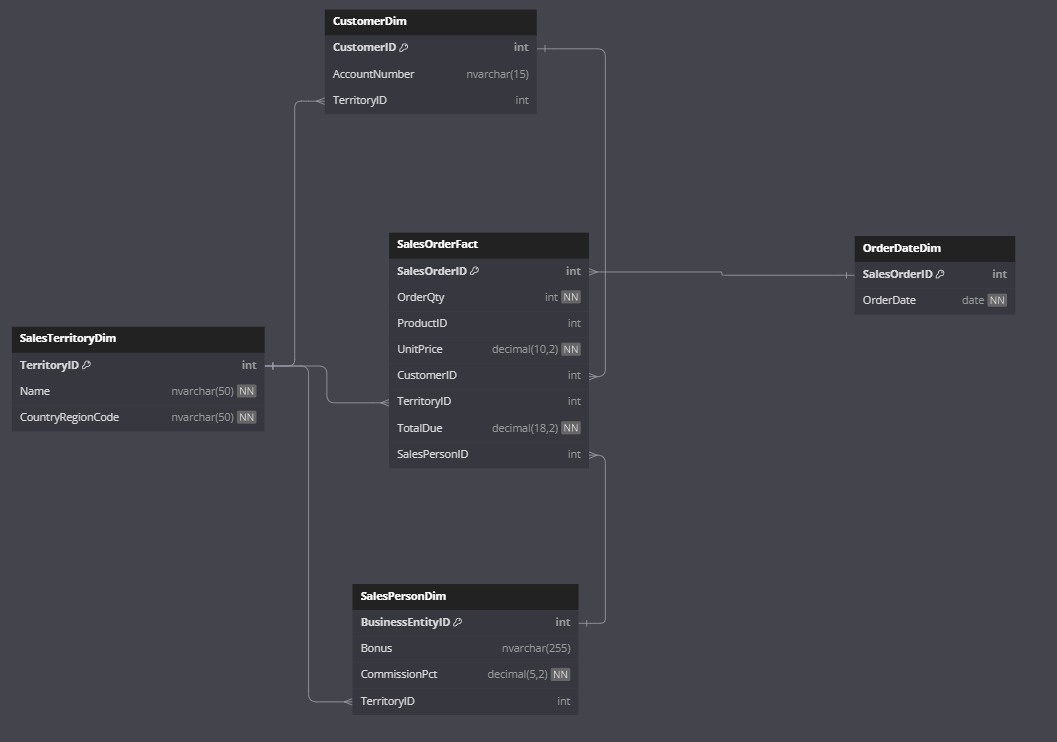 CustomerDim
CustomerID int
AccountNumber nvarchar(15)
TerritoryID int
SalesOrderFact
SalesOrderID int
OrderQty int NN
ProductID int
UnitPrice decimal(10,2) NN
CustomerID int
TerritoryID int
TotalDue decimal(18,2) NN
SalesPersonID int
OrderDateDim
SalesOrderID int
OrderDate date NN
SalesTerritoryDim
TerritoryID int
Name nvarchar(50) NN
CountryRegionCode nvarchar(50) NN
SalesPersonDim
BusinessEntityID int
Bonus nvarchar(255)
CommissionPct decimal(5,2) NN
TerritoryID int